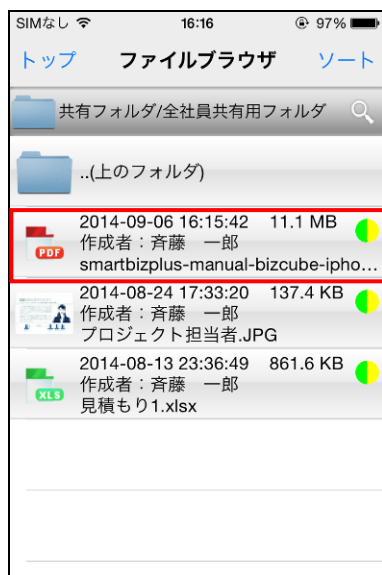 SIMなし 16:16 97%
トップ ファイルブラウザ ソート
共有フォルダ/全社員共有用フォルダ
..(上のフォルダ)
2014-09-06 16:15:42 11.1 MB
作成者：斉藤　一郎
PDF
smartbizplus-manual-bizcube-ipho...
2014-08-24 17:33:20 137.4 KB
作成者：斉藤　一郎
プロジェクト担当者.JPG
2014-08-13 23:36:49 861.6 KB
作成者：斉藤　一郎
XLS
見積もり1.xlsx